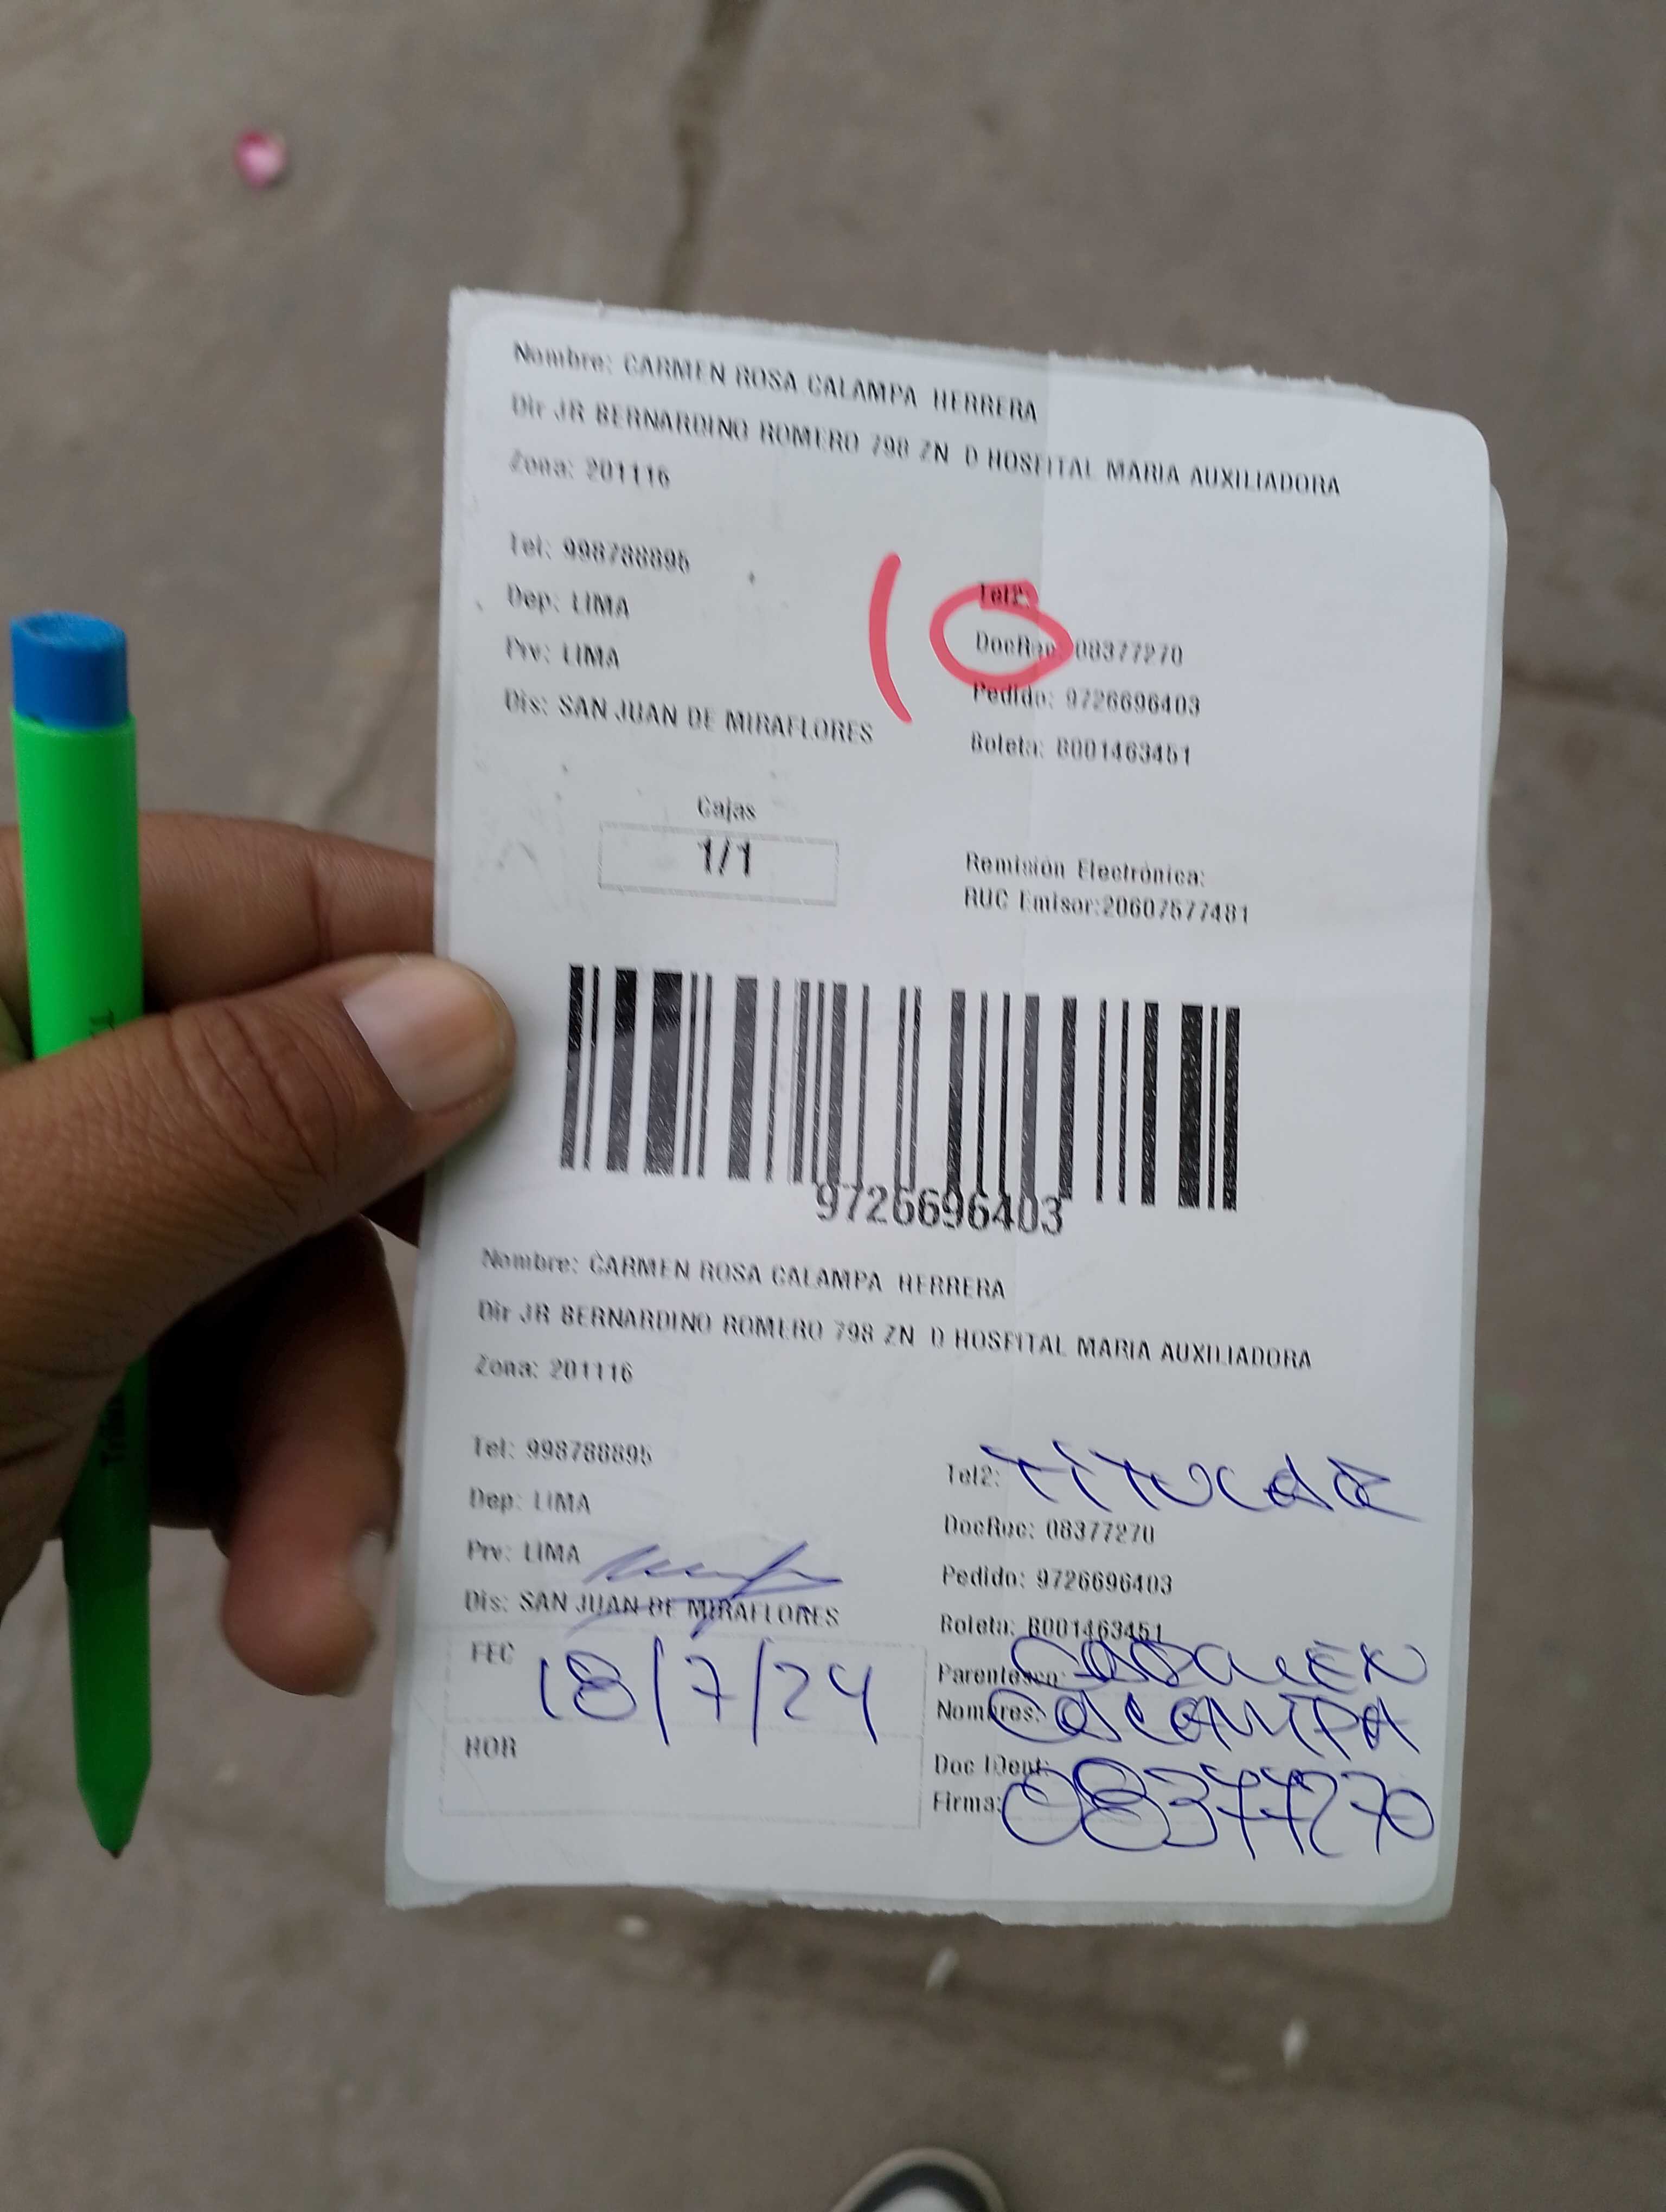 Nombre: CARMEN ROSA CALAMPA HERRERA
Dir JR BERNARDINO ROMERO 798 ZN D HOSPITAL MARIA AUXILIADORA
Zona: 201116
Tel: 998788895
Tel2:
Dep: LIMA
DocRuc: 08377270
Prv: LIMA
Pedido: 9726696403
Dis: SAN JUAN DE MIRAFLORES
Boleta: B001463451
Cajas
1/1
Remisión Electrónica:
RUC Emisor:20607577481
9726696403
Nombre: CARMEN ROSA CALAMPA HERRERA
Dir JR BERNARDINO ROMERO 798 ZN D HOSPITAL MARIA AUXILIADORA
Zona: 201116
Tel: 998788895
Tel2: TITULAR
Dep: LIMA
DocRuc: 08377270
Prv: LIMA
Pedido: 9726696403
Dis: SAN JUAN DE MIRAFLORES
Boleta: B001463451
FEC 18/7/24
Parentesco: CARMEN
Nombres: CALAMPA
HOR
Doc IDent:
Firma: 08377270